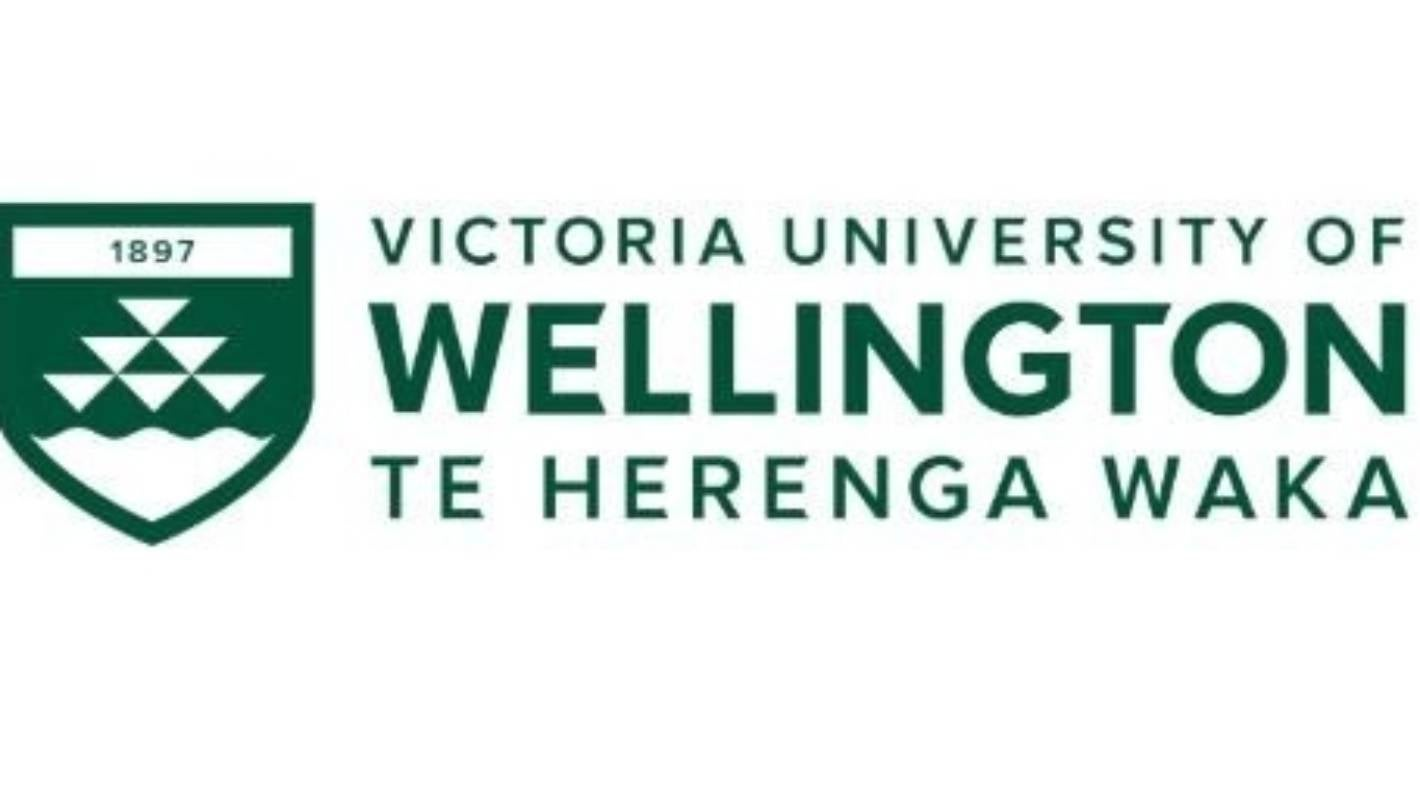 1897
VICTORIA UNIVERSITY OF
WELLINGTON
TE HERENGA WAKA